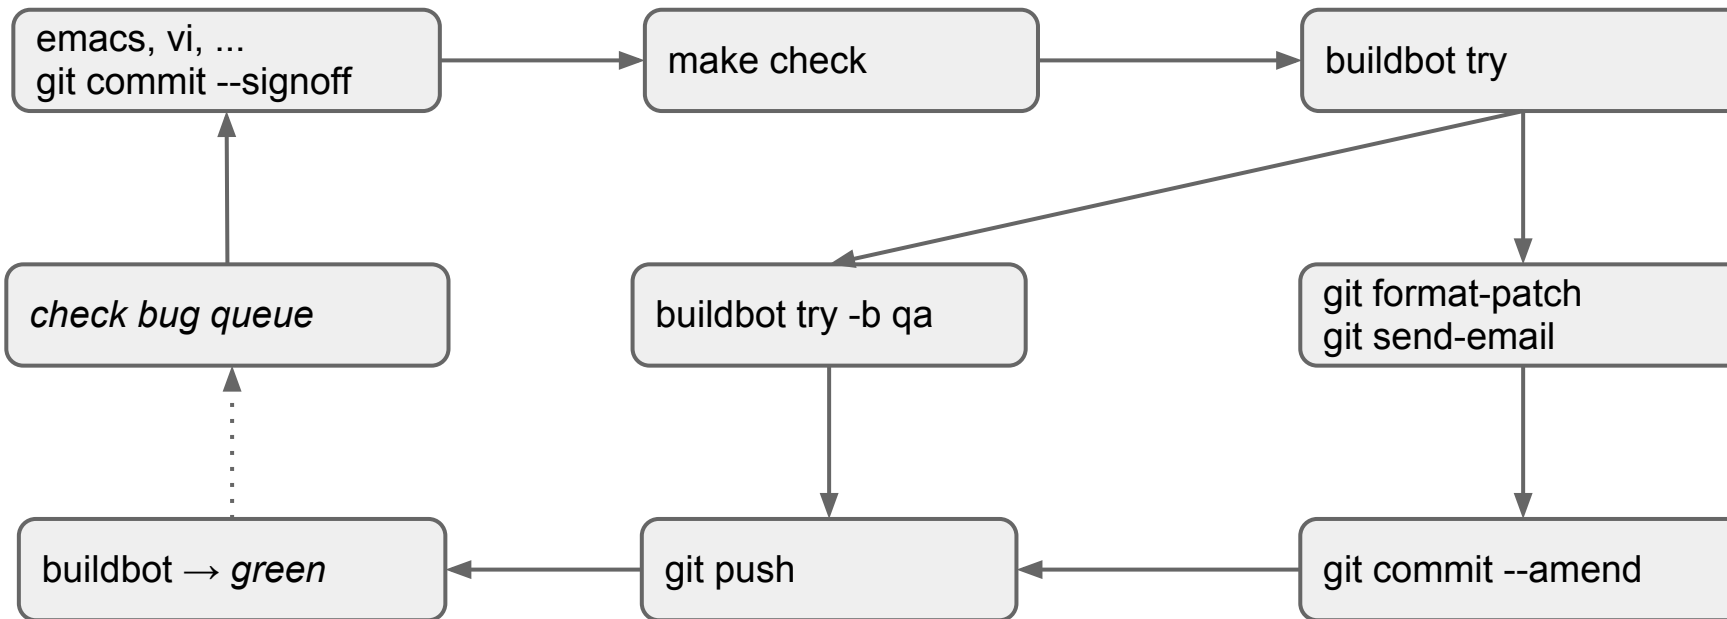 emacs, vi, ...
git commit --signoff
make check
buildbot try
check bug queue
buildbot try -b qa
git format-patch
git send-email
buildbot → green
git push
git commit --amend